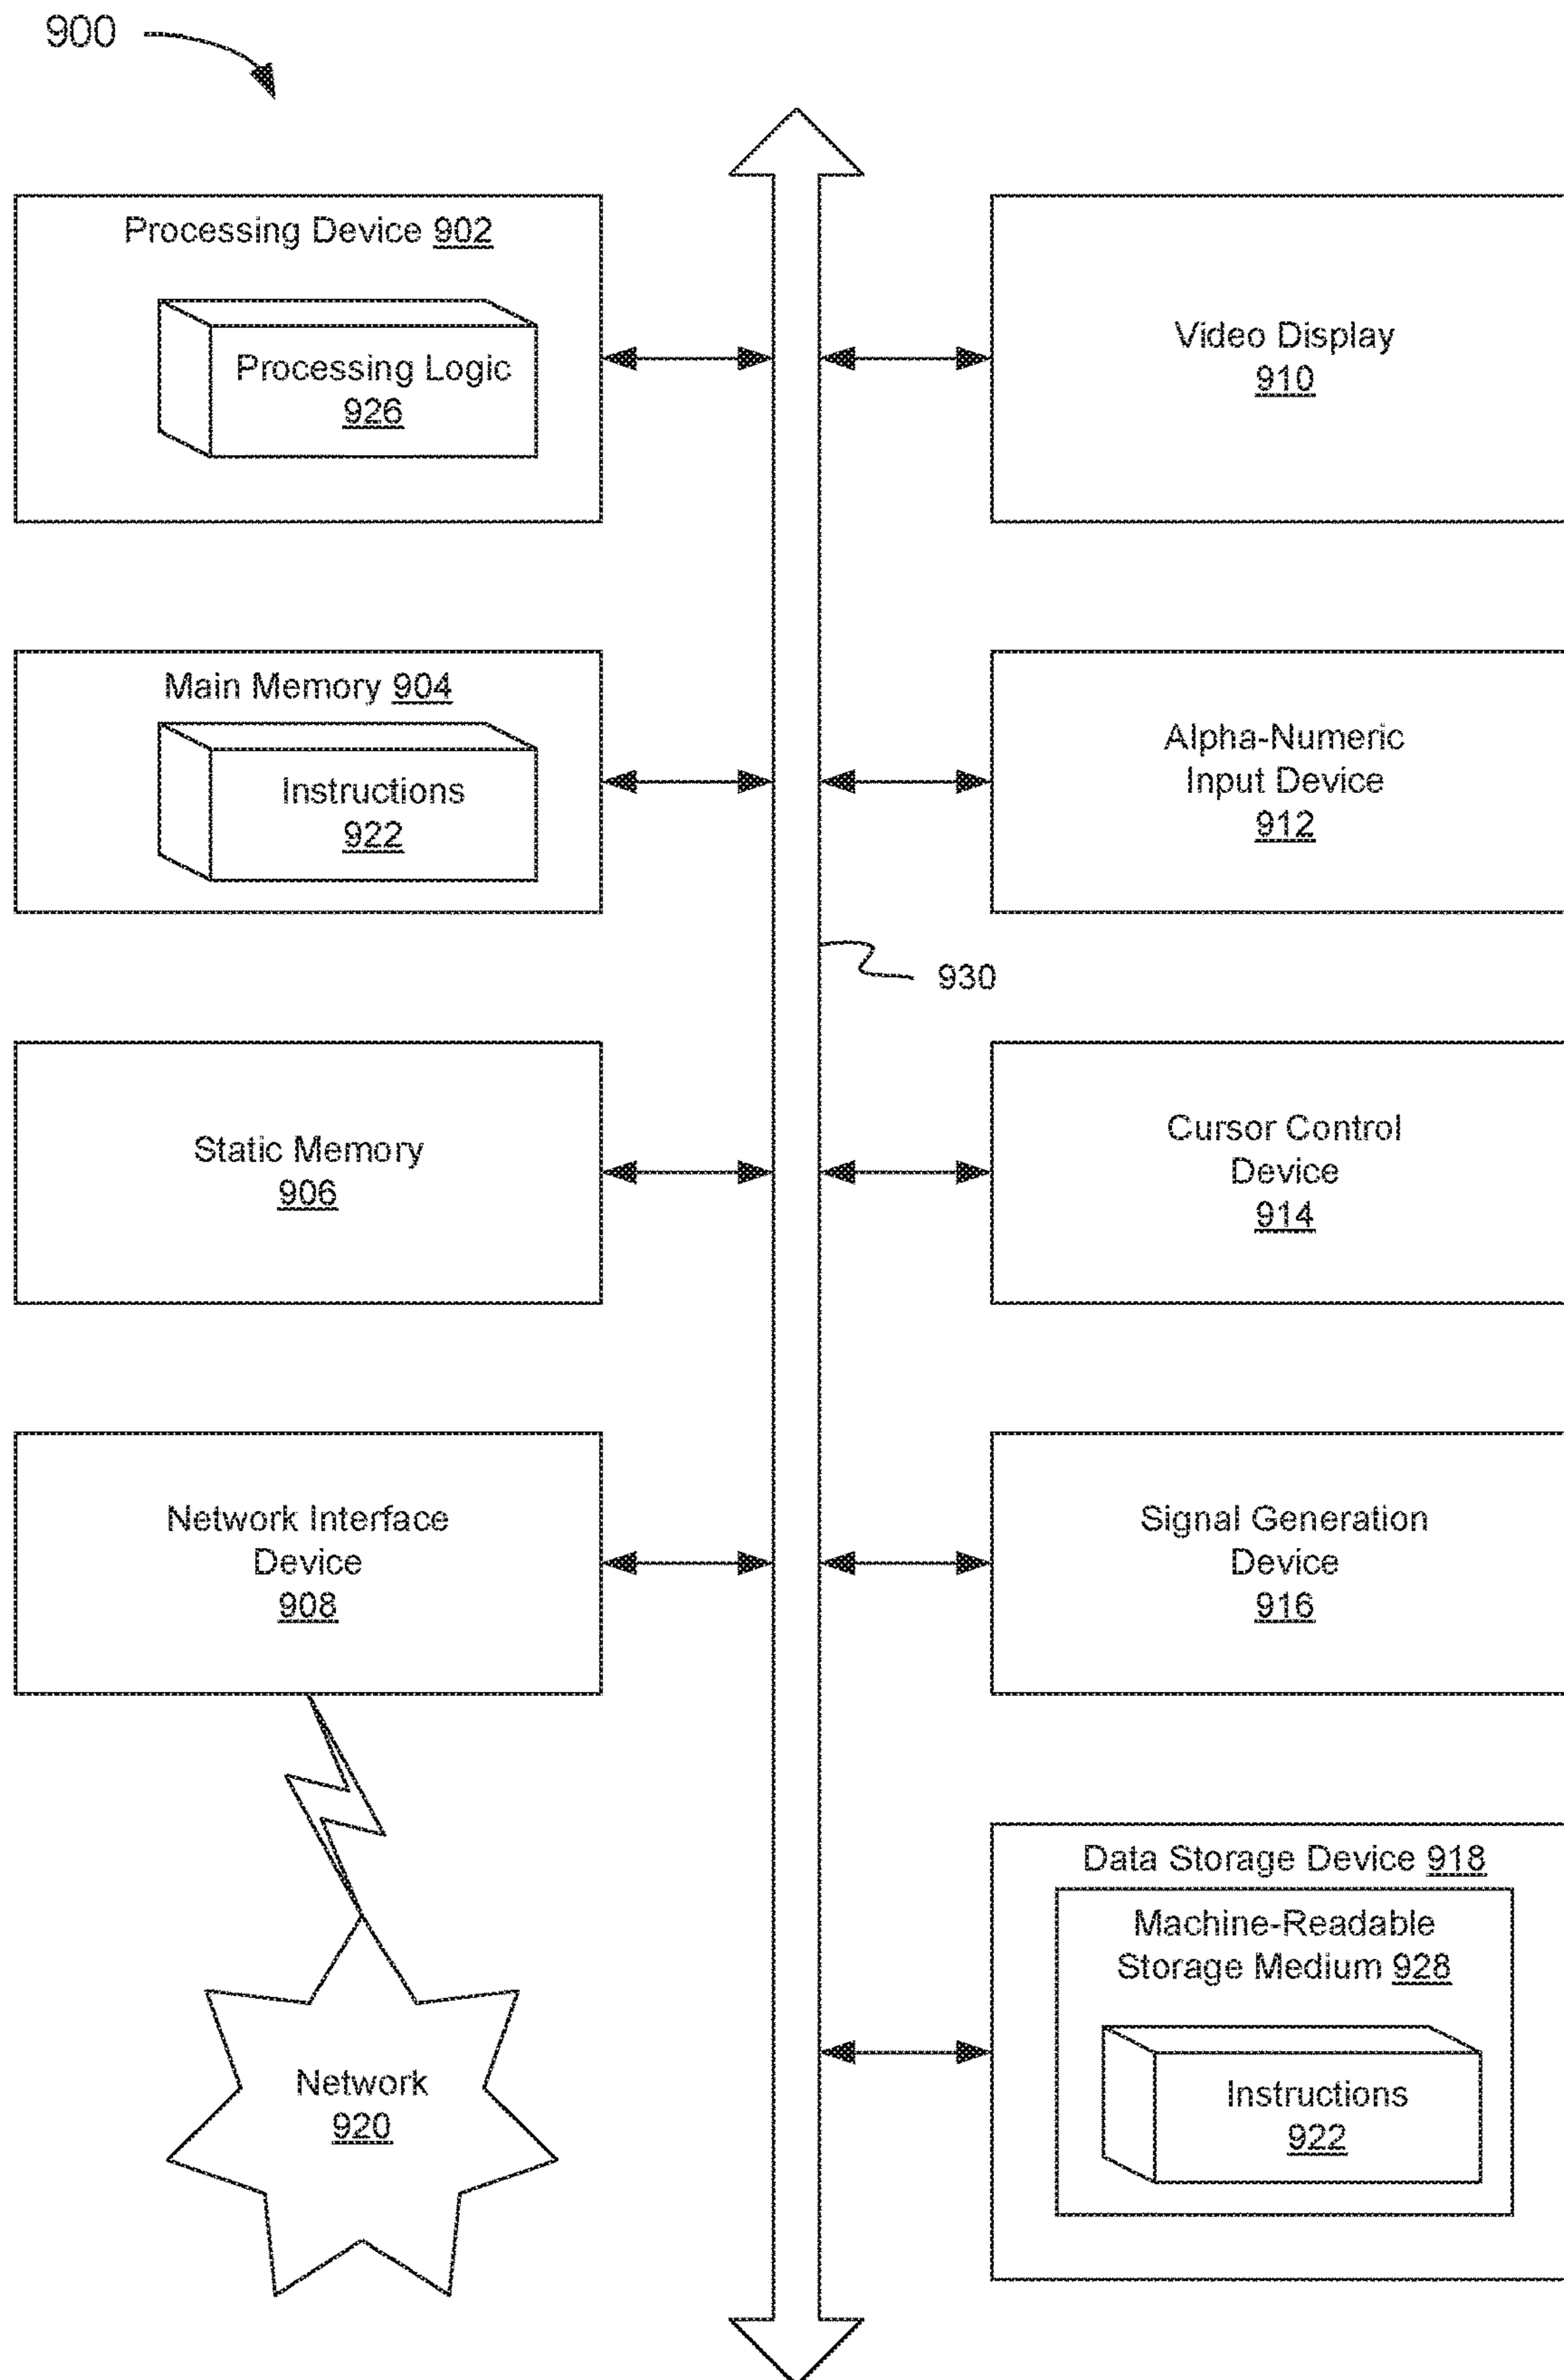 900
Processing Device 902
Processing Logic
926
Video Display
910
Main Memory 904
Instructions
922
Alpha-Numeric
Input Device
912
930
Static Memory
906
Cursor Control
Device
914
Network Interface
Device
908
Signal Generation
Device
916
Data Storage Device 918
Machine-Readable
Storage Medium 928
Instructions
922
Network
920